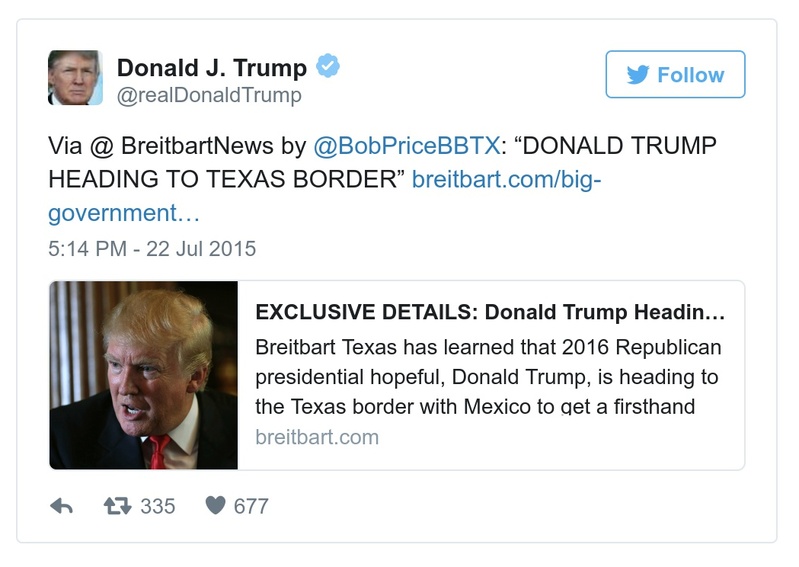 Donald J. Trump
@realDonaldTrump
Follow
Via @ BreitbartNews by @BobPriceBBTX: “DONALD TRUMP
HEADING TO TEXAS BORDER” breitbart.com/big-
government…
5:14 PM - 22 Jul 2015
EXCLUSIVE DETAILS: Donald Trump Headin…
Breitbart Texas has learned that 2016 Republican
presidential hopeful, Donald Trump, is heading to
the Texas border with Mexico to get a firsthand
breitbart.com
335
677